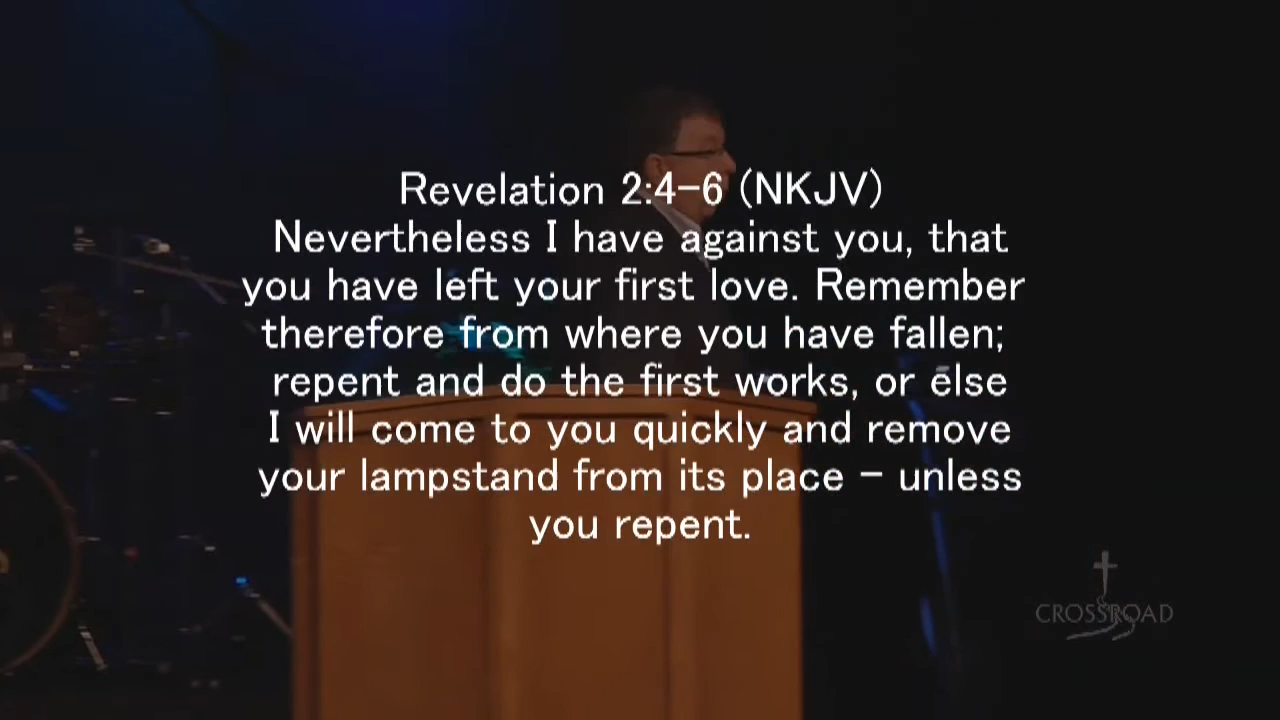 Revelation 2:4-6 (NKJV)
Nevertheless I have against you, that
you have left your first love. Remember
therefore from where you have fallen;
repent and do the first works, or else
I will come to you quickly and remove
your lampstand from its place - unless
you repent.
CROSSROAD